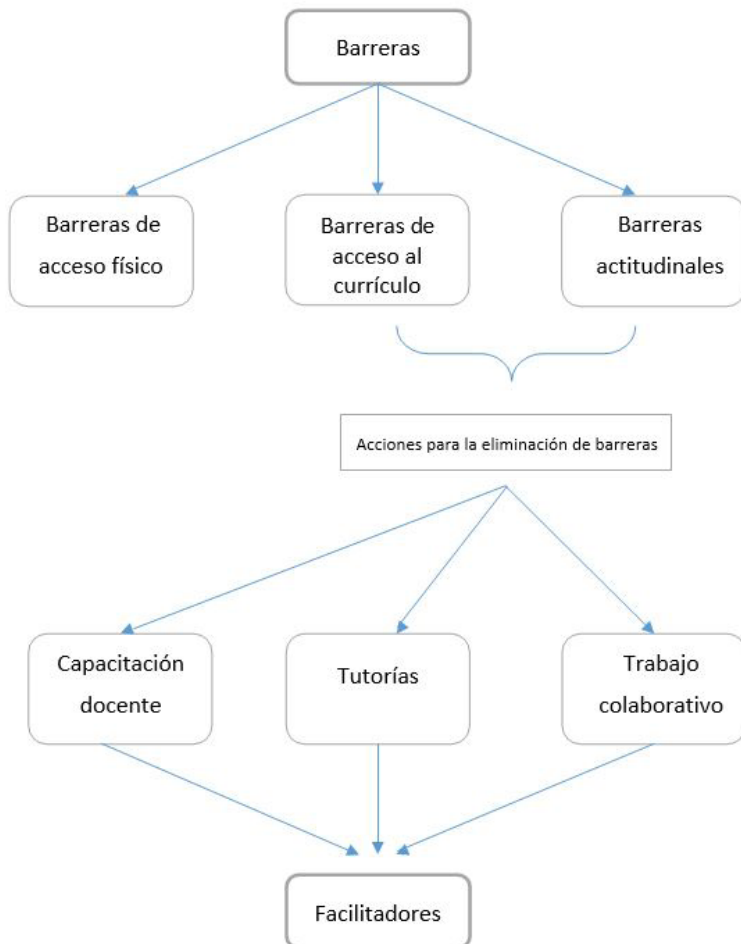 Barreras
Barreras de
acceso físico
Barreras de
acceso al
currículo
Barreras
actitudinales
Acciones para la eliminación de barreras
Capacitación
docente
Tutorías
Trabajo
colaborativo
Facilitadores